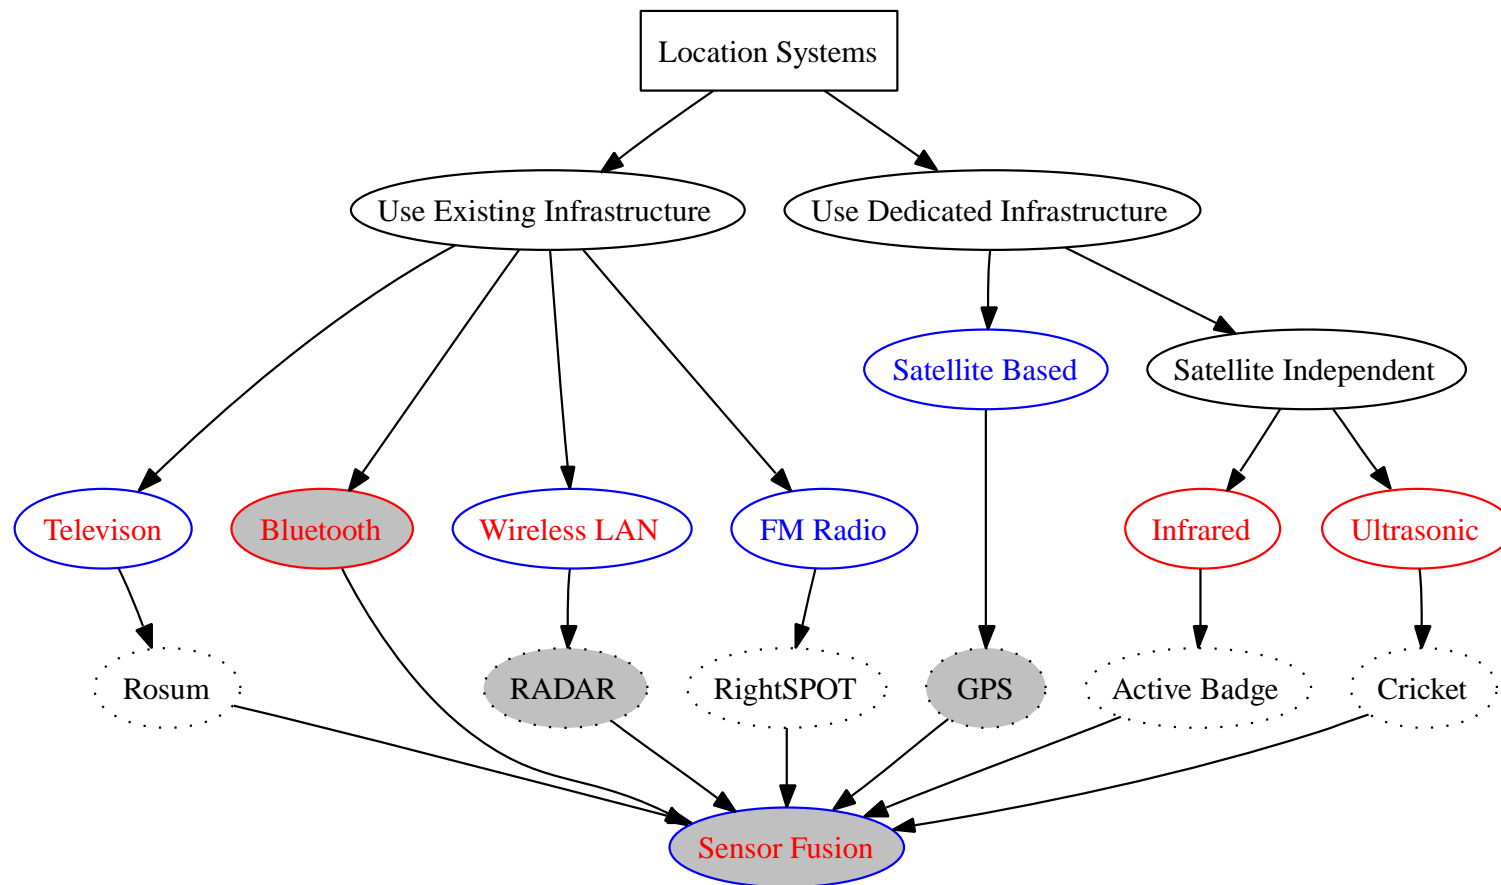 Location Systems
Use Existing Infrastructure
Use Dedicated Infrastructure
Satellite Based
Satellite Independent
Televison
Bluetooth
Wireless LAN
FM Radio
Infrared
Ultrasonic
Rosum
RADAR
RightSPOT
GPS
Active Badge
Cricket
Sensor Fusion